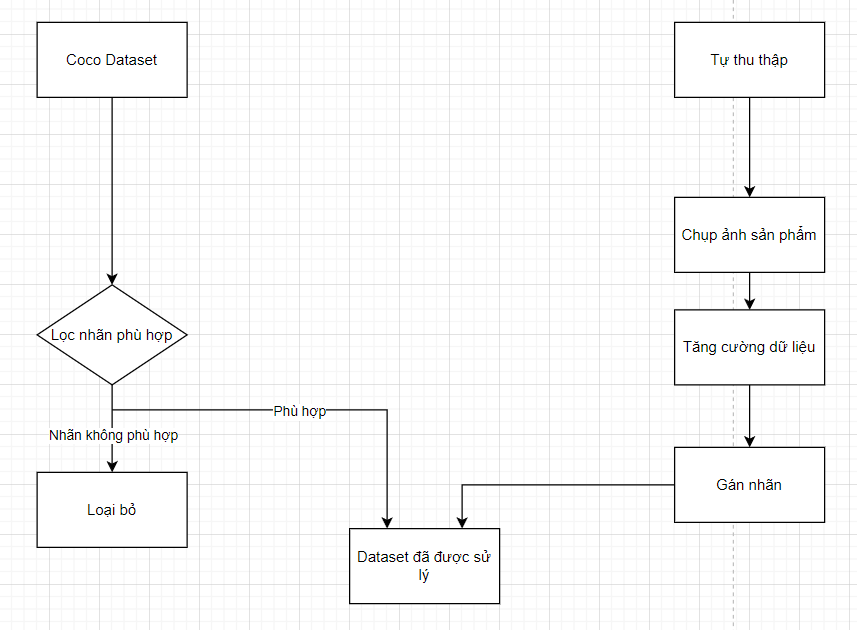 Coco Dataset
Tự thu thập
Chụp ảnh sản phẩm
Lọc nhãn phù hợp
Tăng cường dữ liệu
Phù hợp
Nhãn không phù hợp
Gán nhãn
Loại bỏ
Dataset đã được sử
lý